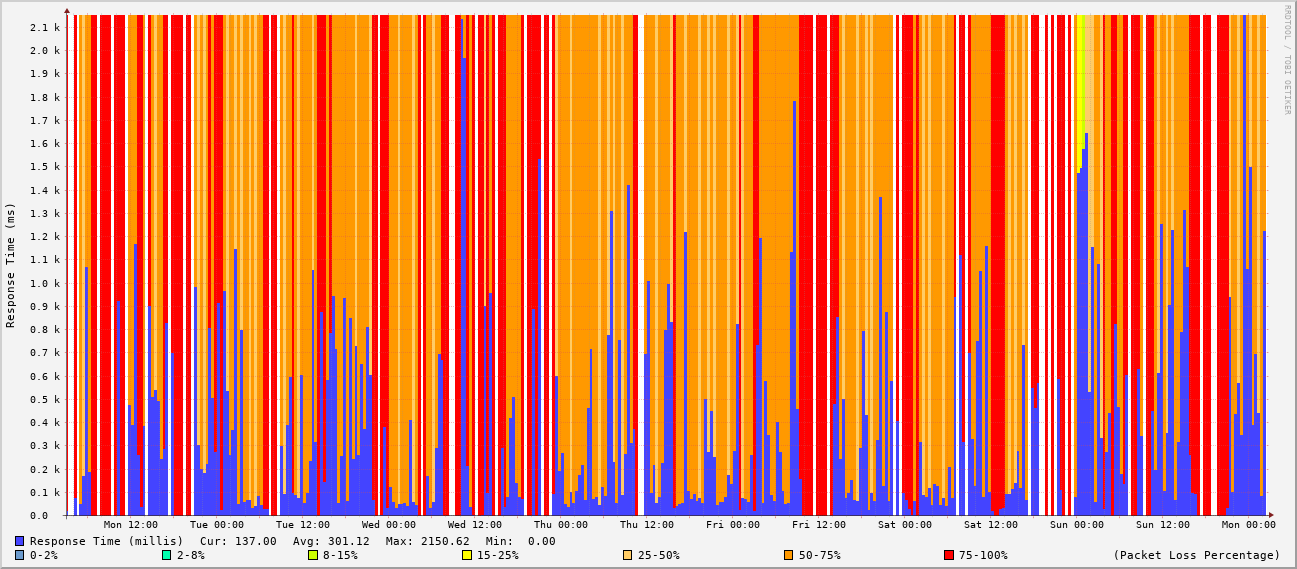 RRDTOOL / TOBI OETIKER
Response Time (ms)
2.1 k
2.0 k
1.9 k
1.8 k
1.7 k
1.6 k
1.5 k
1.4 k
1.3 k
1.2 k
1.1 k
1.0 k
0.9 k
0.8 k
0.7 k
0.6 k
0.5 k
0.4 k
0.3 k
0.2 k
0.1 k
0.0
Mon 12:00 Tue 00:00 Tue 12:00 Wed 00:00 Wed 12:00 Thu 00:00 Thu 12:00 Fri 00:00 Fri 12:00 Sat 00:00 Sat 12:00 Sun 00:00 Sun 12:00 Mon 00:00
Response Time (millis) Cur: 137.00 Avg: 301.12 Max: 2150.62 Min: 0.00
0-2% 2-8% 8-15% 15-25% 25-50% 50-75% 75-100% (Packet Loss Percentage)